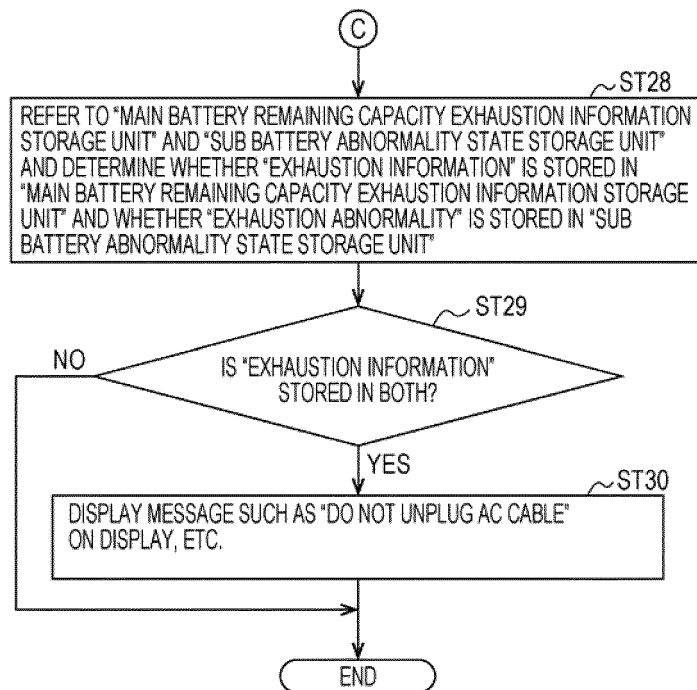 C
ST28
REFER TO "MAIN BATTERY REMAINING CAPACITY EXHAUSTION INFORMATION
STORAGE UNIT" AND "SUB BATTERY ABNORMALITY STATE STORAGE UNIT"
AND DETERMINE WHETHER "EXHAUSTION INFORMATION" IS STORED IN
"MAIN BATTERY REMAINING CAPACITY EXHAUSTION INFORMATION STORAGE
UNIT" AND WHETHER "EXHAUSTION ABNORMALITY" IS STORED IN "SUB
BATTERY ABNORMALITY STATE STORAGE UNIT"
ST29
NO
IS "EXHAUSTION INFORMATION"
STORED IN BOTH?
YES
ST30
DISPLAY MESSAGE SUCH AS "DO NOT UNPLUG AC CABLE"
ON DISPLAY, ETC.
END